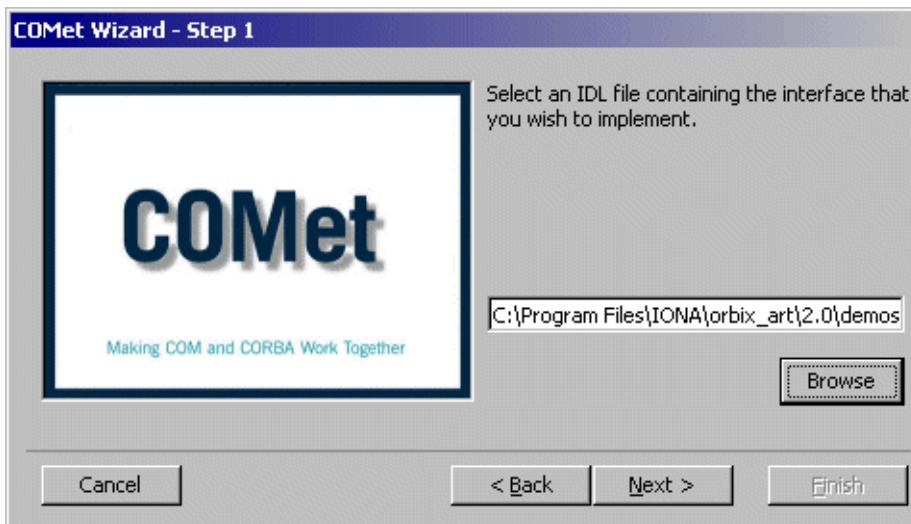 COMet Wizard - Step 1
Select an IDL file containing the interface that
you wish to implement.
COMet
Making COM and CORBA Work Together
C:\Program Files\IONA\orbix_art\2.0\demos
Browse
Cancel
< Back
Next >
Finish